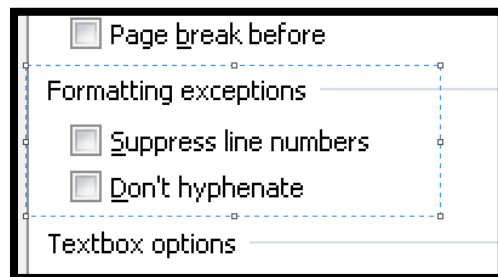 Page break before
Formatting exceptions
Suppress line numbers
Don't hyphenate
Textbox options